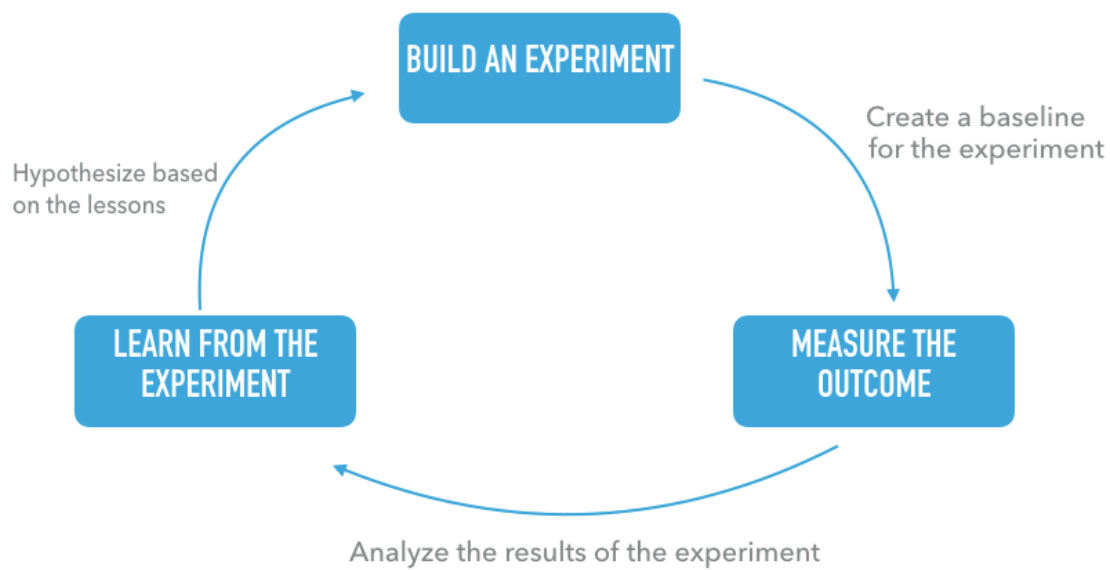 BUILD AN EXPERIMENT
Create a baseline
for the experiment
Hypothesize based
on the lessons
LEARN FROM THE
EXPERIMENT
MEASURE THE
OUTCOME
Analyze the results of the experiment